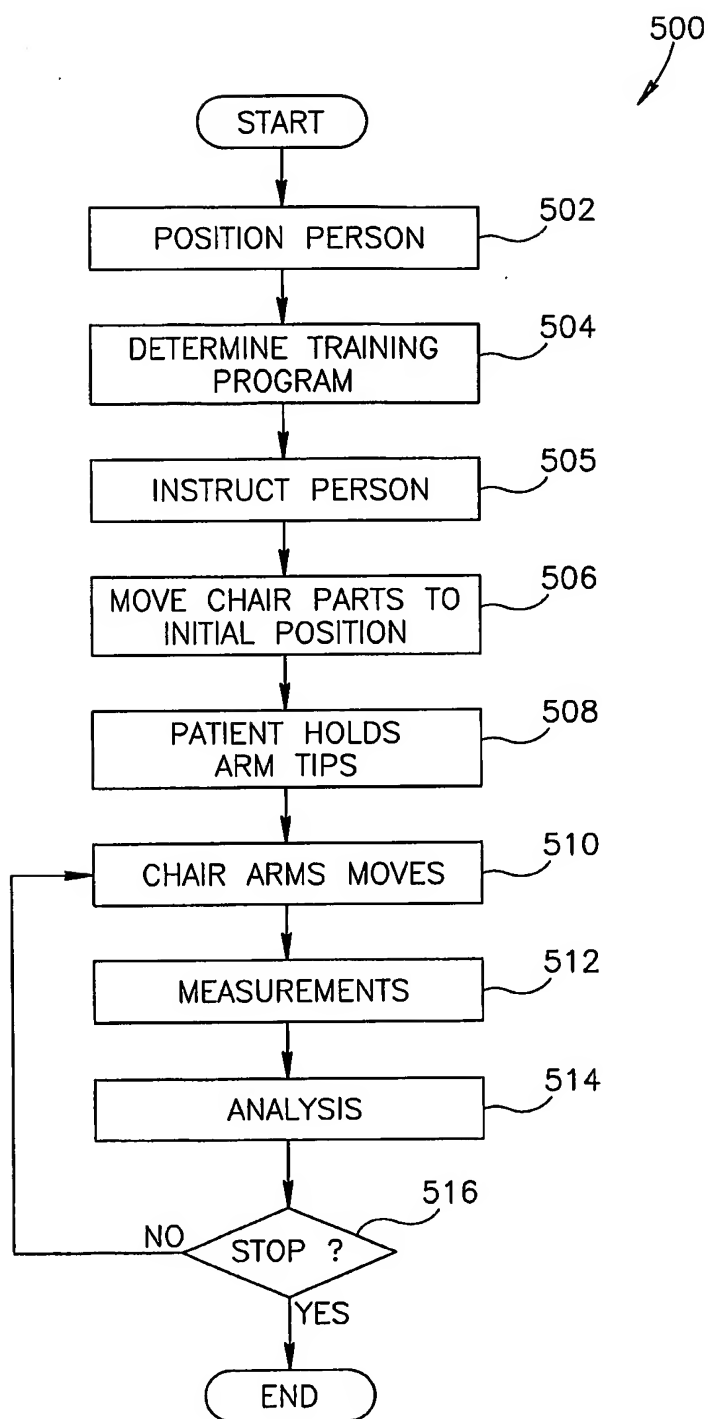 500
START
POSITION PERSON
502
DETERMINE TRAINING
PROGRAM
504
INSTRUCT PERSON
505
MOVE CHAIR PARTS TO
INITIAL POSITION
506
PATIENT HOLDS
ARM TIPS
508
CHAIR ARMS MOVES
510
MEASUREMENTS
512
ANALYSIS
514
STOP ?
516
NO
YES
END